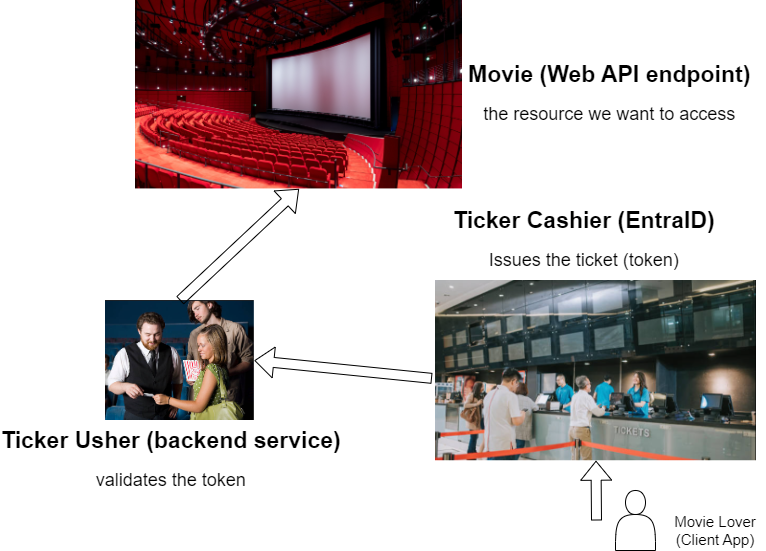 Movie (Web API endpoint)
the resource we want to access
Ticker Cashier (EntraID)
Issues the ticket (token)
TICKETS
Ticker Usher (backend service)
validates the token
Movie Lover
(Client App)